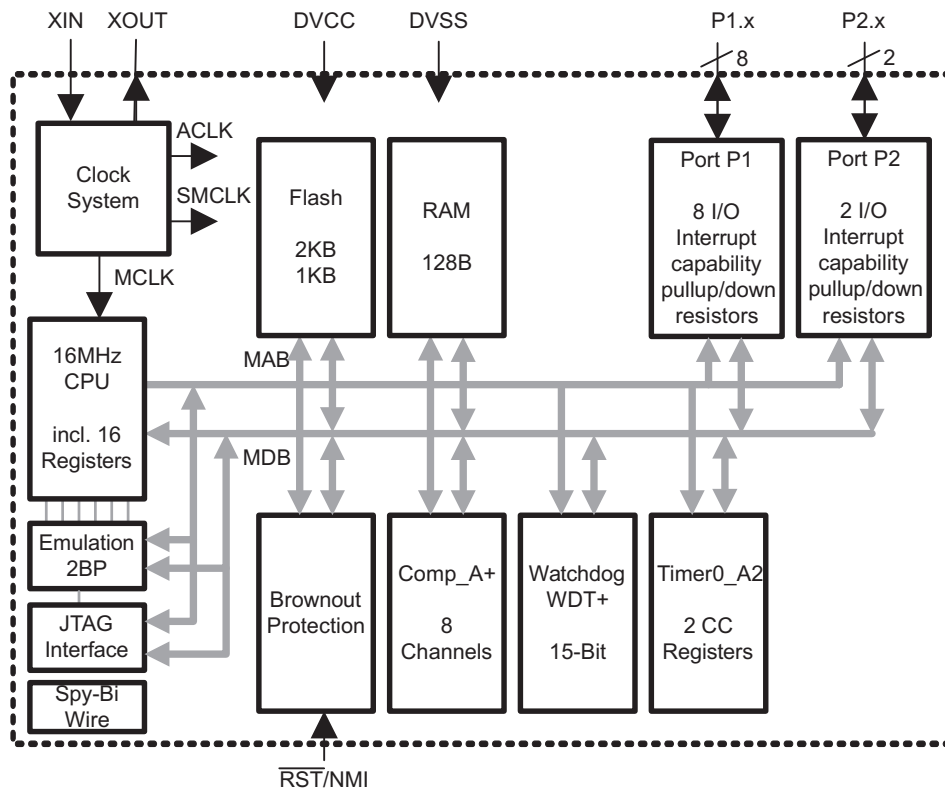 XIN XOUT DVCC DVSS P1.x P2.x
8 2
ACLK
SMCLK
MCLK
Clock
System
Flash
2KB
1KB
RAM
128B
Port P1
8 I/O
Interrupt
capability
pullup/down
resistors
Port P2
2 I/O
Interrupt
capability
pullup/down
resistors
16MHz
CPU
incl. 16
Registers
MAB
MDB
Emulation
2BP
JTAG
Interface
Spy-Bi
Wire
Brownout
Protection
Comp_A+
8
Channels
Watchdog
WDT+
15-Bit
Timer0_A2
2 CC
Registers
RST/NMI